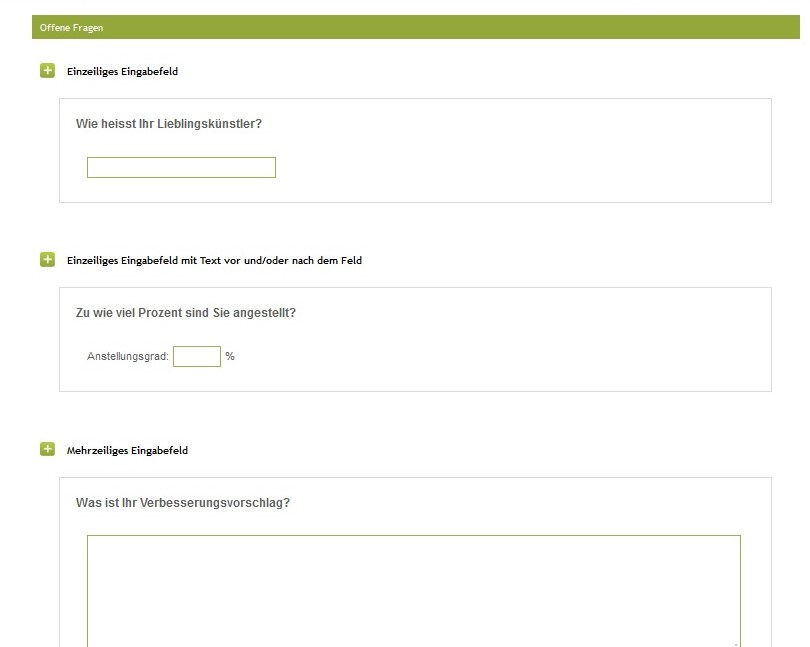 Offene Fragen
Einzeiliges Eingabefeld
Wie heisst Ihr Lieblingskünstler?
Einzeiliges Eingabefeld mit Text vor und/oder nach dem Feld
Zu wie viel Prozent sind Sie angestellt?
Anstellungsgrad: %
Mehrzeiliges Eingabefeld
Was ist Ihr Verbesserungsvorschlag?